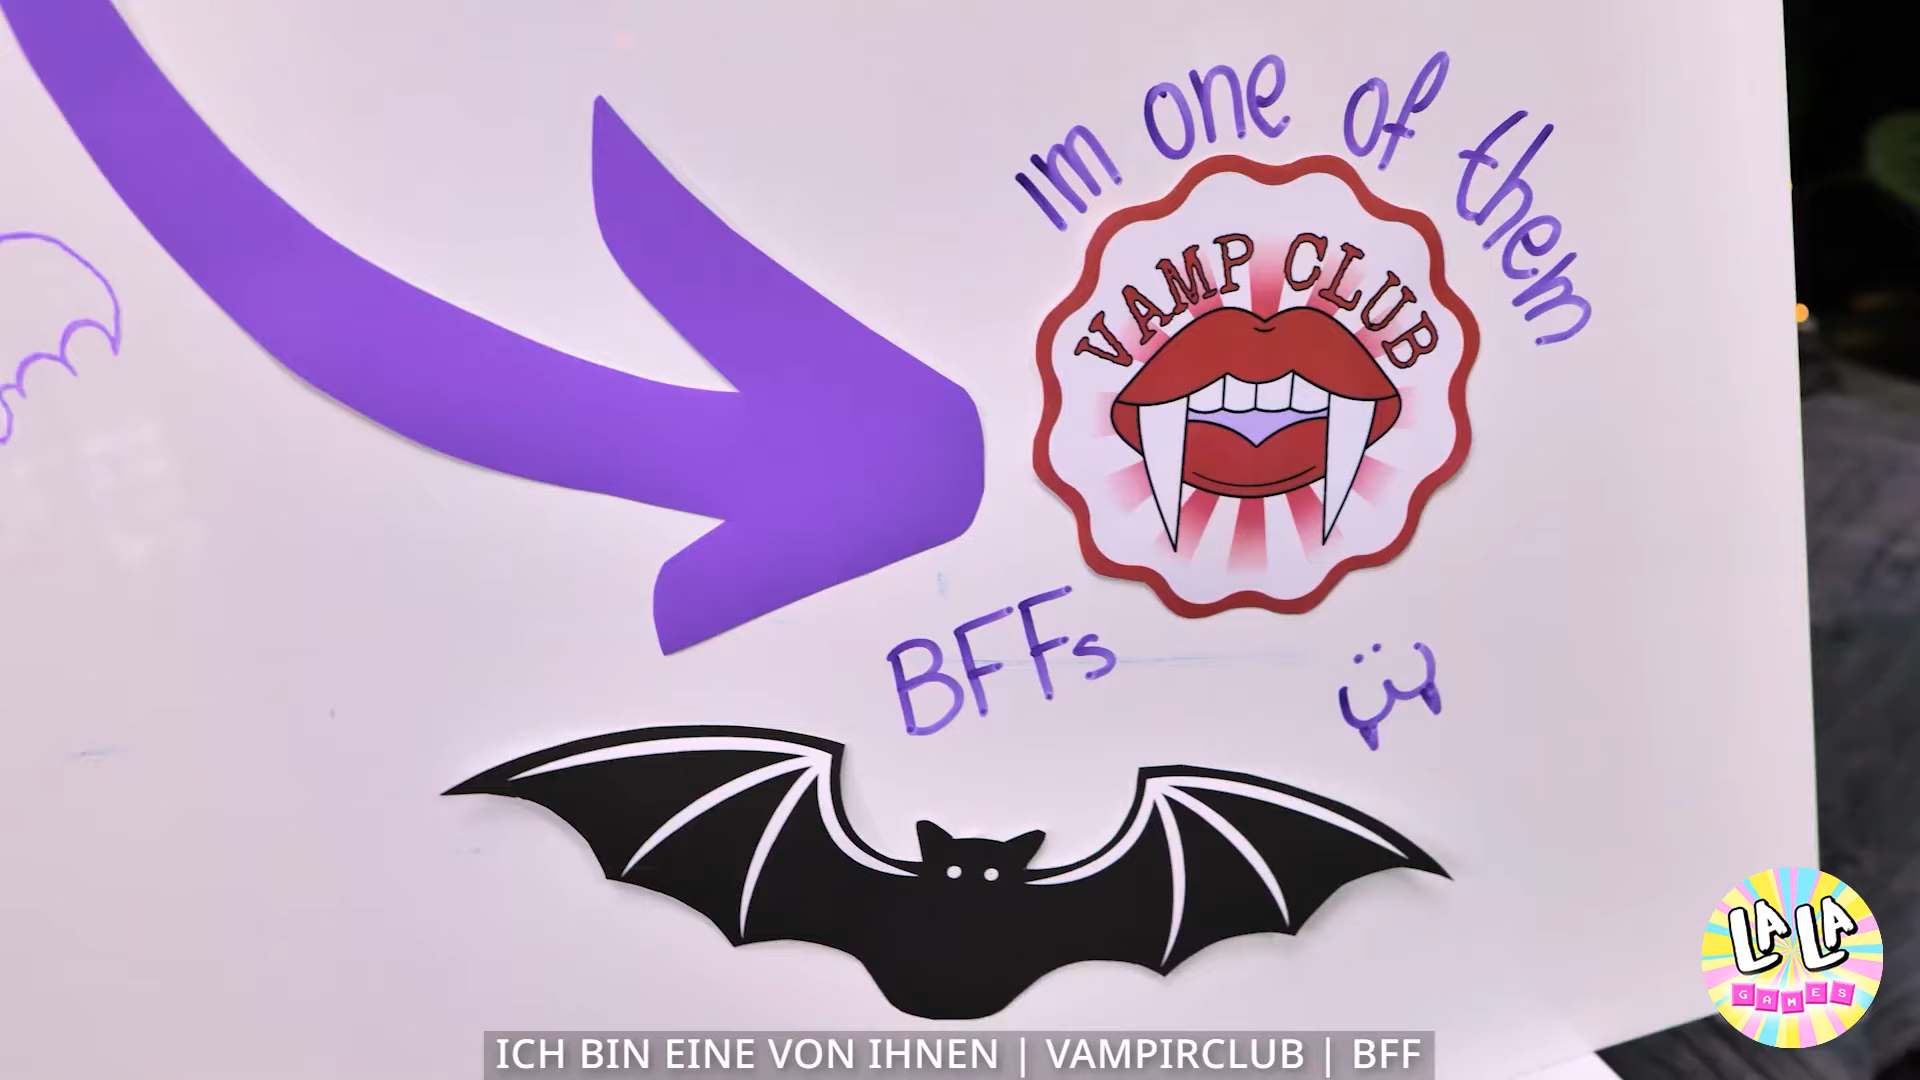 Im one of them
VAMP CLUB
BFFs
LA LA
GAMES
ICH BIN EINE VON IHNEN | VAMPIRCLUB | BFF